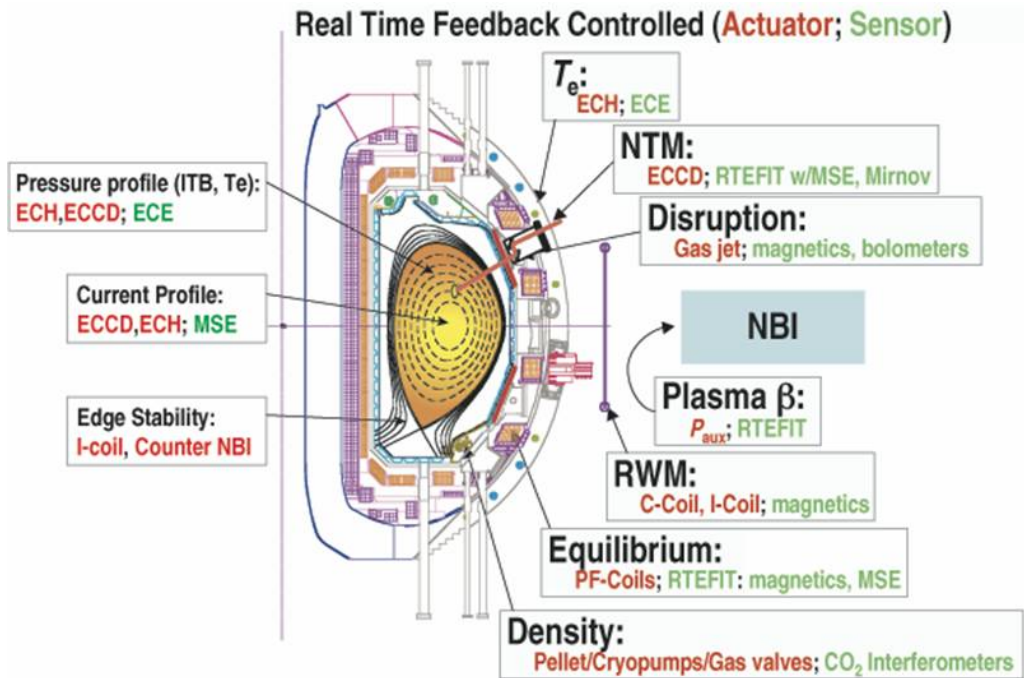 Real Time Feedback Controlled (Actuator; Sensor)
Te:
ECH; ECE
NTM:
ECCD; RTEFIT w/MSE, Mirnov
Disruption:
Gas jet; magnetics, bolometers
Pressure profile (ITB, Te):
ECH,ECCD; ECE
Current Profile:
ECCD,ECH; MSE
Edge Stability:
I-coil, Counter NBI
NBI
Plasma β:
Paux; RTEFIT
RWM:
C-Coil, I-Coil; magnetics
Equilibrium:
PF-Coils; RTEFIT: magnetics, MSE
Density:
Pellet/Cryopumps/Gas valves; CO₂ Interferometers